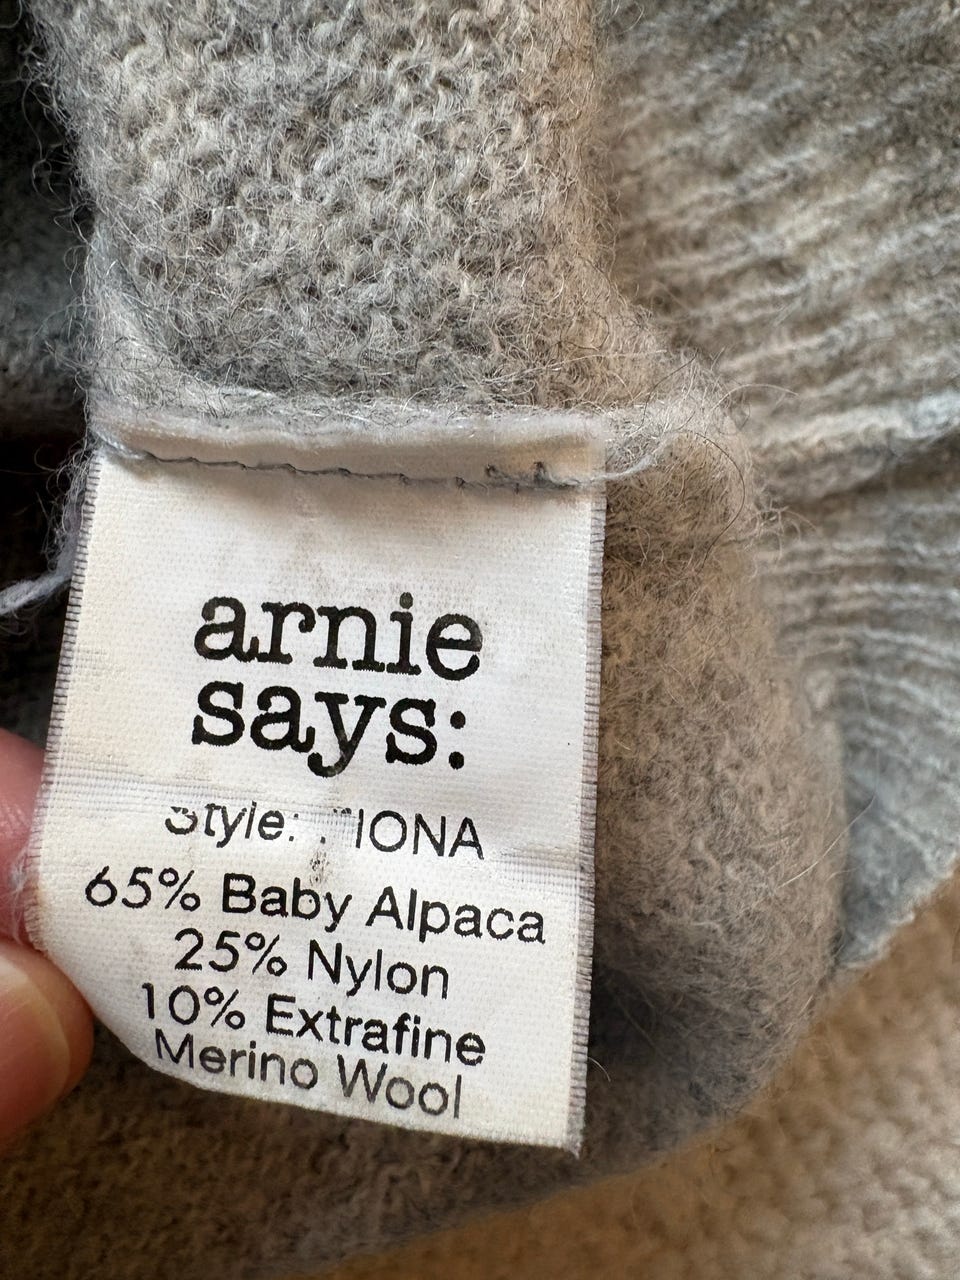 arnie
says:
Style:
65% Baby Alpaca
25% Nylon
10% Extrafine
Merino Wool